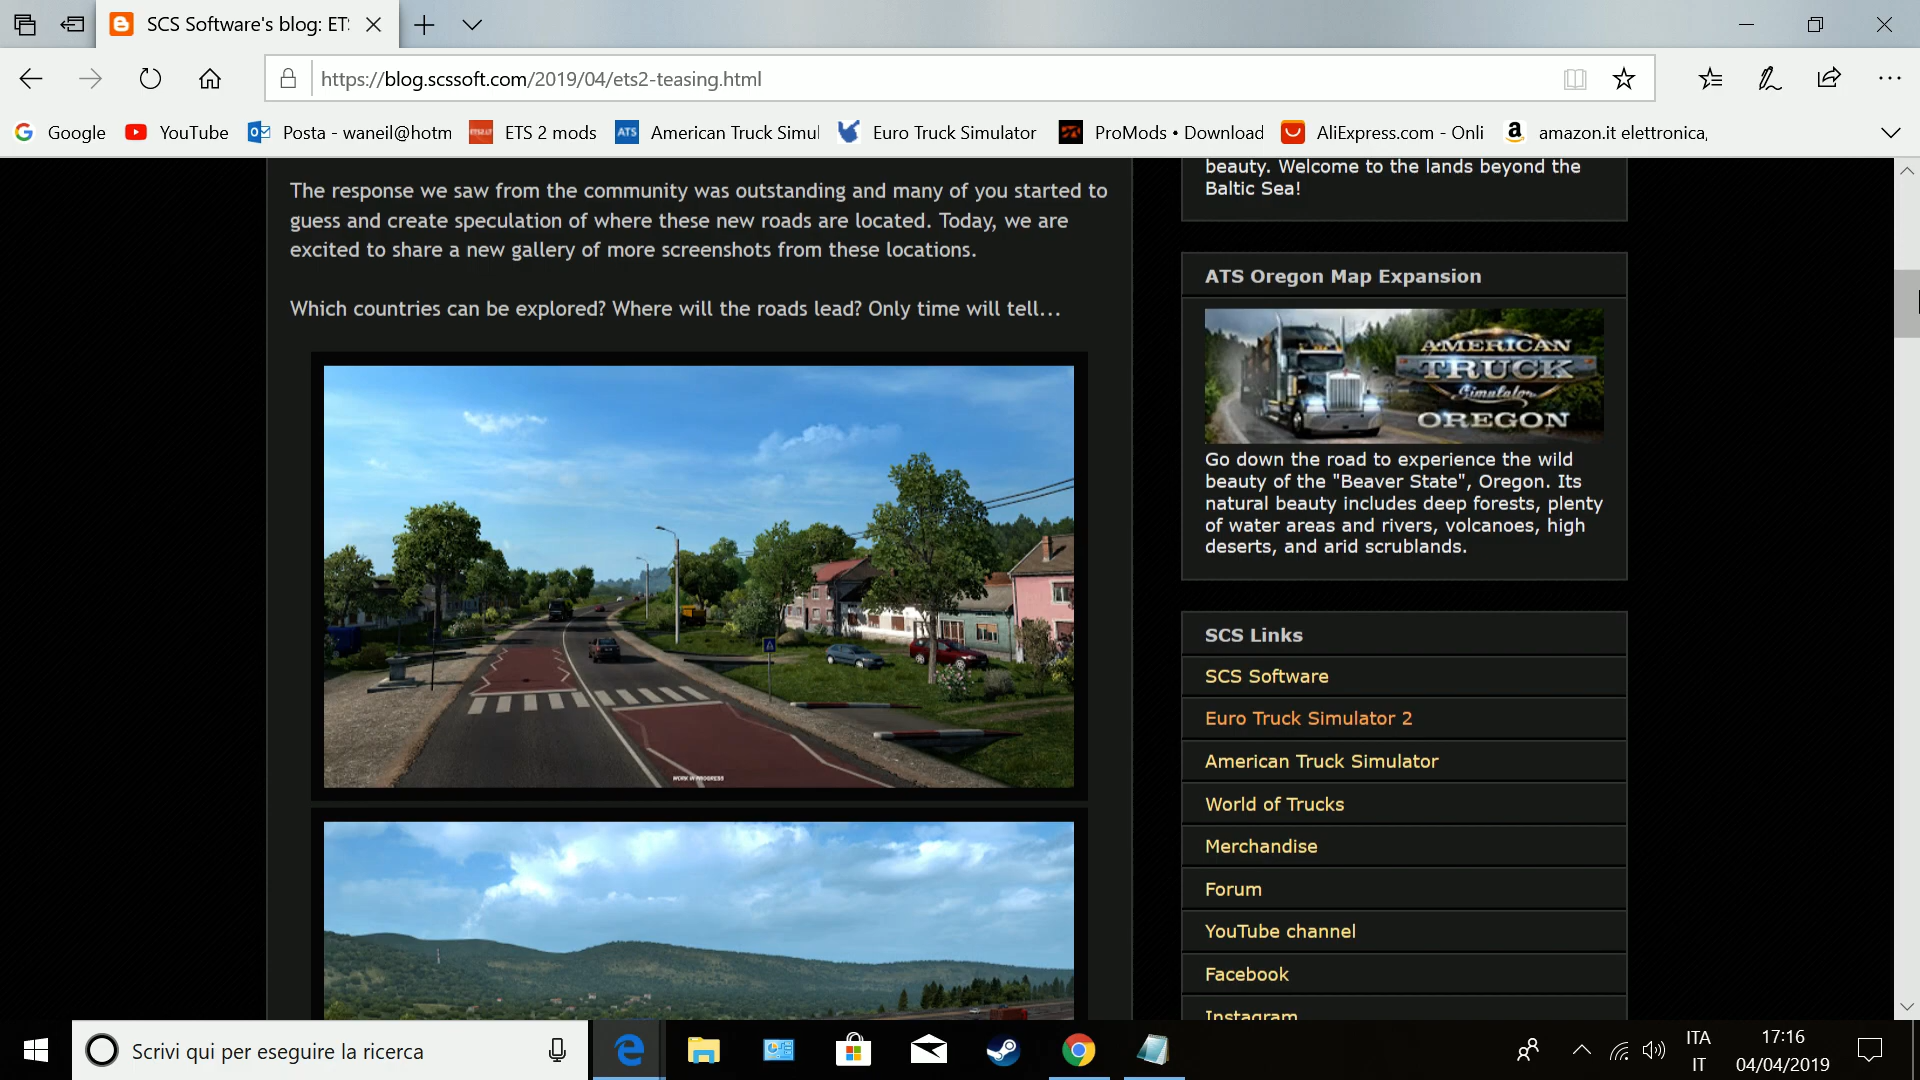 SCS Software's blog: ETS
https://blog.scssoft.com/2019/04/ets2-teasing.html
Google
YouTube
Posta - waneil@hotm
ETS 2 mods
American Truck Simul
Euro Truck Simulator
ProMods • Download
AliExpress.com - Onli
amazon.it elettronica,
The response we saw from the community was outstanding and many of you started to
guess and create speculation of where these new roads are located. Today, we are
excited to share a new gallery of more screenshots from these locations.
Which countries can be explored? Where will the roads lead? Only time will tell...
WORK IN PROGRESS
beauty. Welcome to the lands beyond the
Baltic Sea!
ATS Oregon Map Expansion
AMERICAN
TRUCK
Simulator
OREGON
Go down the road to experience the wild
beauty of the "Beaver State", Oregon. Its
natural beauty includes deep forests, plenty
of water areas and rivers, volcanoes, high
deserts, and arid scrublands.
SCS Links
SCS Software
Euro Truck Simulator 2
American Truck Simulator
World of Trucks
Merchandise
Forum
YouTube channel
Facebook
Instagram
Scrivi qui per eseguire la ricerca
ITA
IT
17:16
04/04/2019